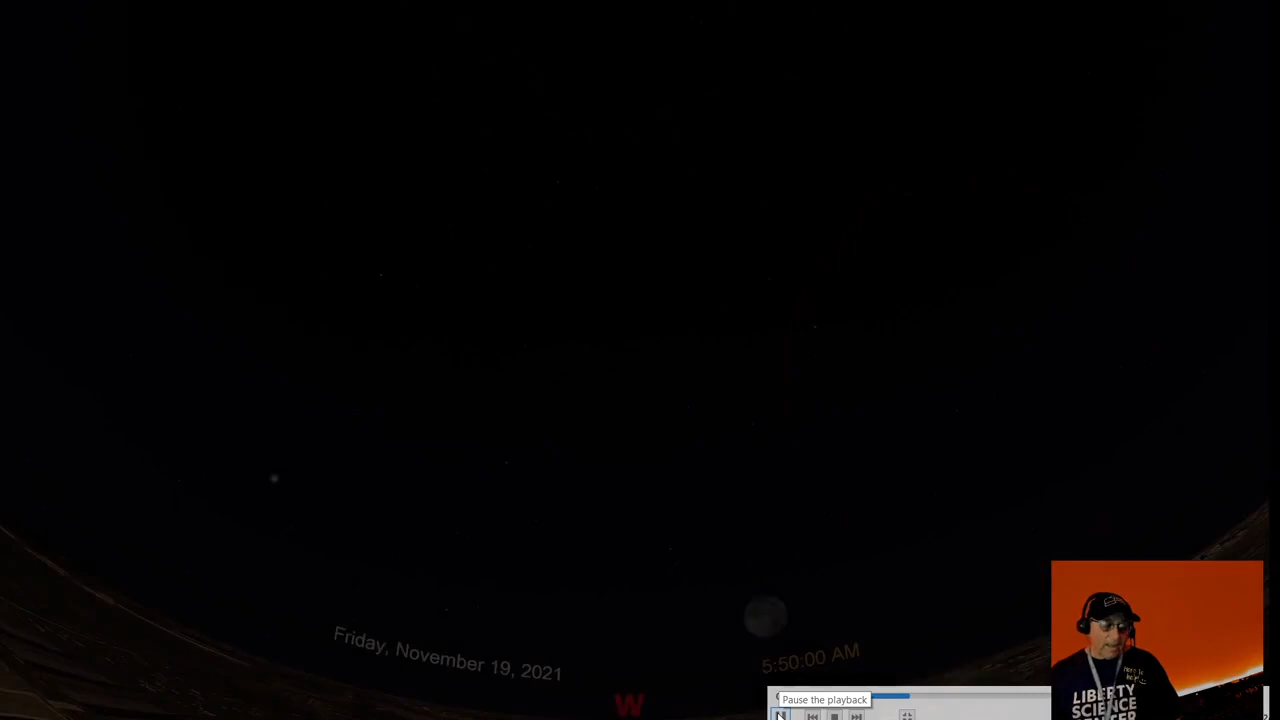 Friday, November 19, 2021
5:50:00 AM
W
Pause the playback
LIBERTY
SCIENCE